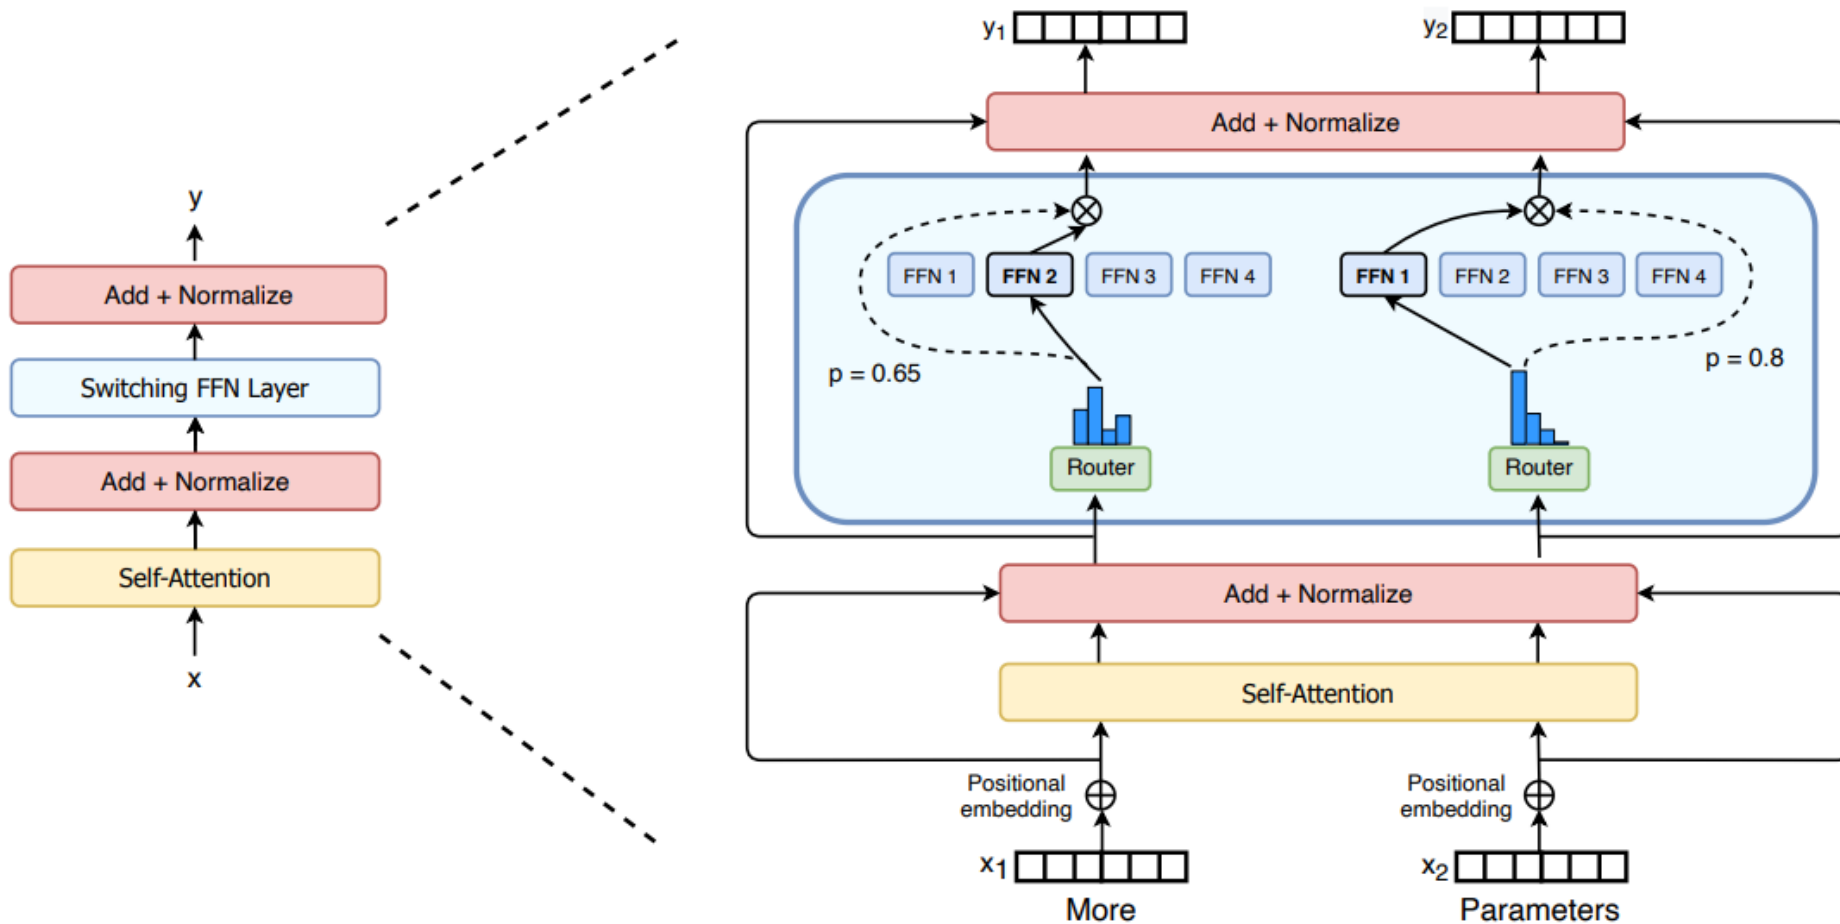 y
Add + Normalize
Switching FFN Layer
Add + Normalize
Self-Attention
x
y1
y2
Add + Normalize
FFN 1 FFN 2 FFN 3 FFN 4
FFN 1 FFN 2 FFN 3 FFN 4
p = 0.65
p = 0.8
Router
Router
Add + Normalize
Self-Attention
Positional
embedding
Positional
embedding
x1
x2
More
Parameters